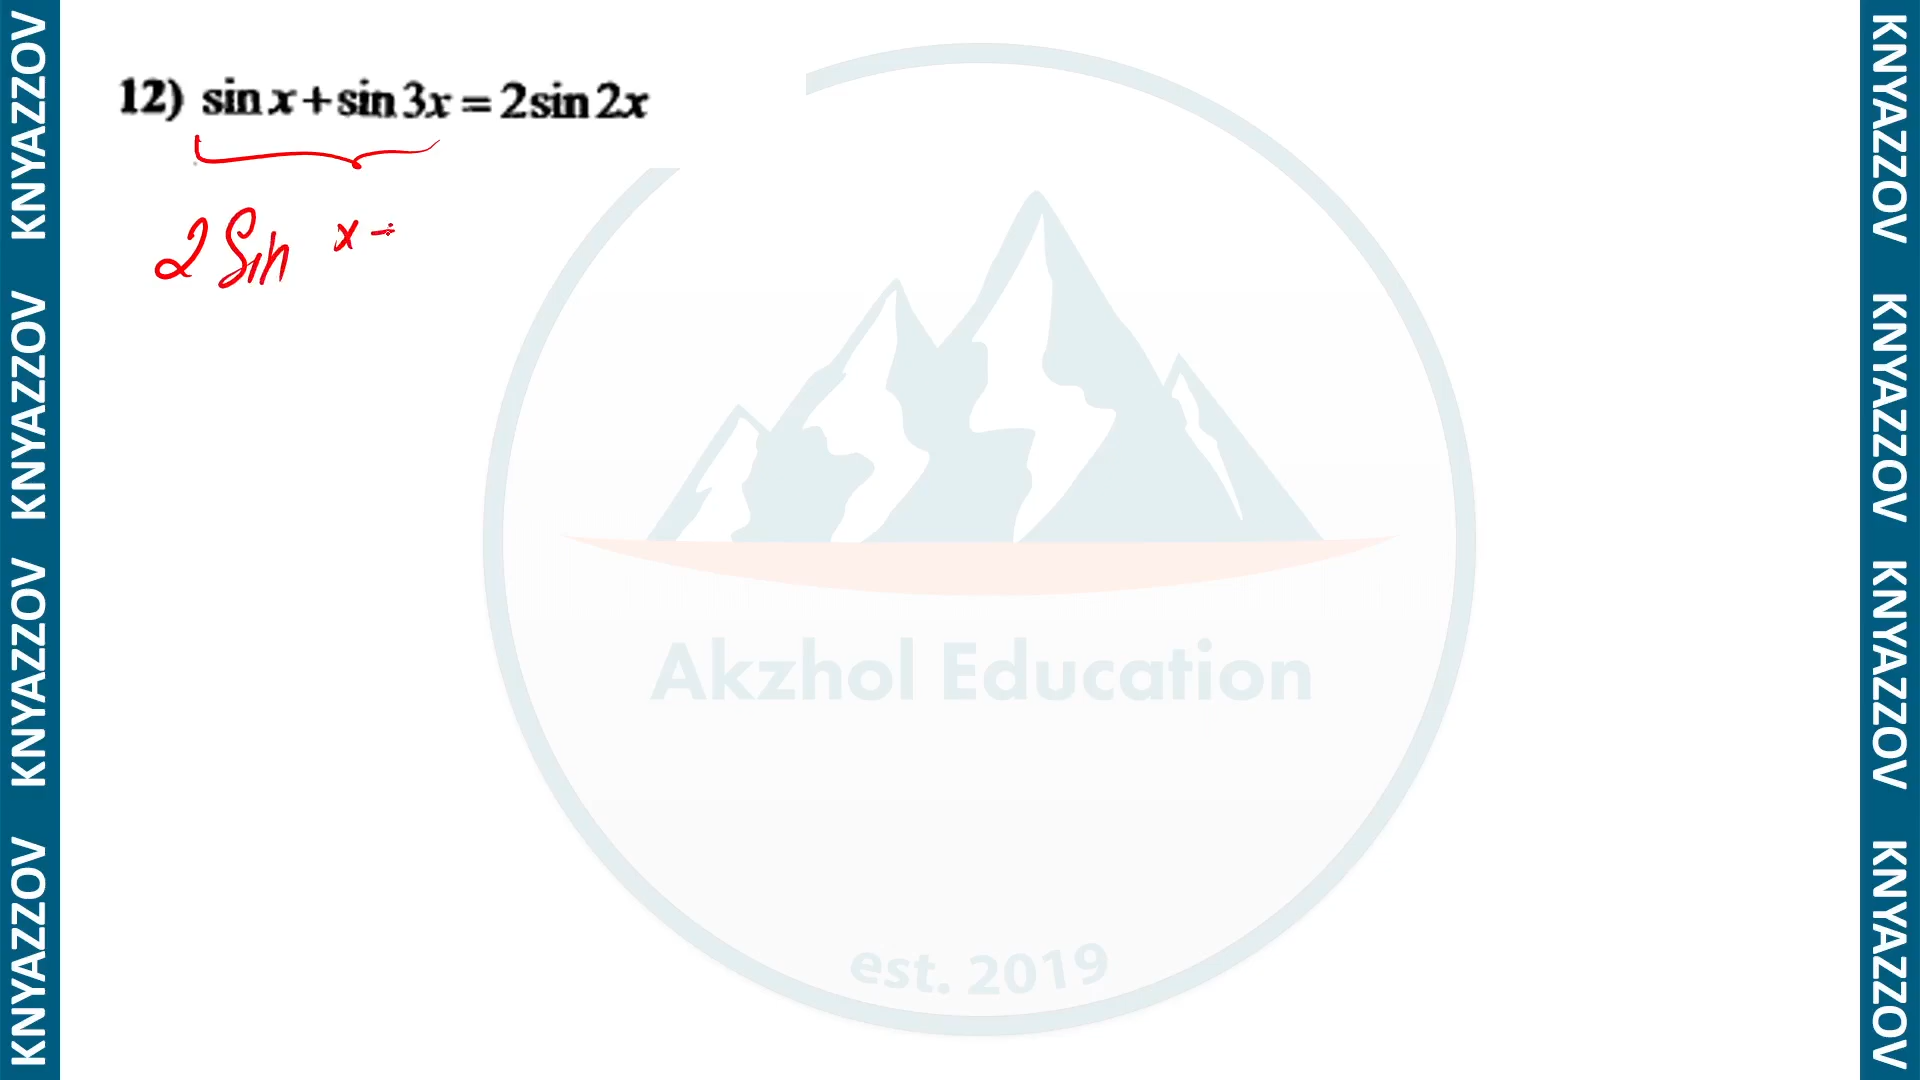 KNYAZZOV KNYAZZOV KNYAZZOV KNYAZZOV
12) sin x + sin 3x = 2sin 2x
2 Sin x -
Akzhol Education
est. 2019
KNYAZZOV KNYAZZOV KNYAZZOV KNYAZZOV